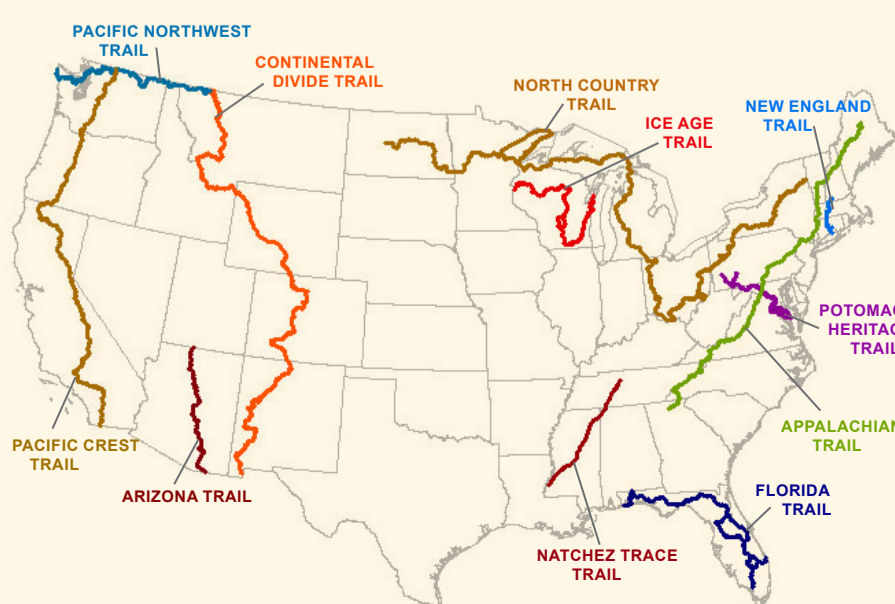 PACIFIC NORTHWEST
TRAIL
CONTINENTAL
DIVIDE TRAIL
NORTH COUNTRY
TRAIL
NEW ENGLAND
TRAIL
ICE AGE
TRAIL
POTOMAC
HERITAG
TRAIL
APPALACHIAN
TRAIL
PACIFIC CREST
TRAIL
ARIZONA TRAIL
FLORIDA
TRAIL
NATCHEZ TRACE
TRAIL